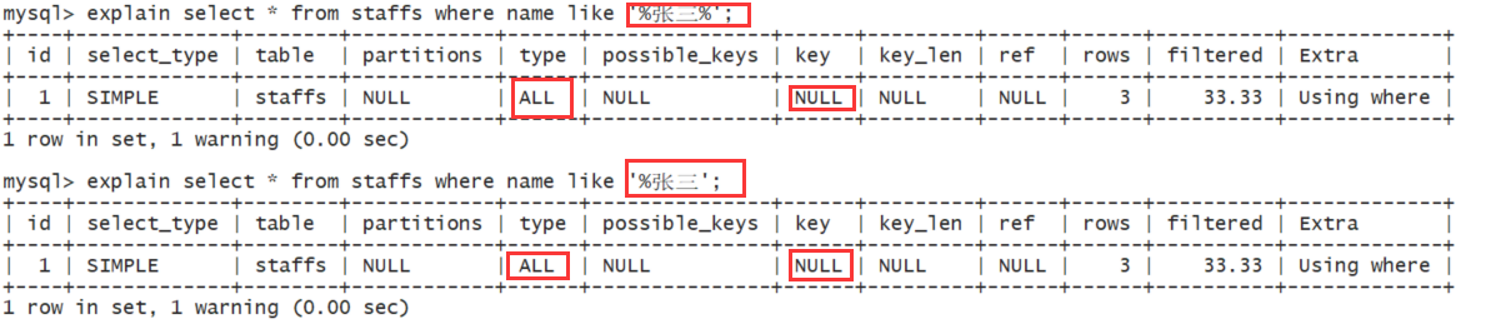 mysql> explain select * from staffs where name like '%张三%';
+----+-------------+--------+------------+------+---------------+------+---------+------+------+----------+-------------+
| id | select_type | table | partitions | type | possible_keys | key | key_len | ref | rows | filtered | Extra |
+----+-------------+--------+------------+------+---------------+------+---------+------+------+----------+-------------+
| 1 | SIMPLE | staffs | NULL | ALL | NULL | NULL | NULL | NULL | 3 | 33.33 | Using where |
+----+-------------+--------+------------+------+---------------+------+---------+------+------+----------+-------------+
1 row in set, 1 warning (0.00 sec)
mysql> explain select * from staffs where name like '%张三';
+----+-------------+--------+------------+------+---------------+------+---------+------+------+----------+-------------+
| id | select_type | table | partitions | type | possible_keys | key | key_len | ref | rows | filtered | Extra |
+----+-------------+--------+------------+------+---------------+------+---------+------+------+----------+-------------+
| 1 | SIMPLE | staffs | NULL | ALL | NULL | NULL | NULL | NULL | 3 | 33.33 | Using where |
+----+-------------+--------+------------+------+---------------+------+---------+------+------+----------+-------------+
1 row in set, 1 warning (0.00 sec)